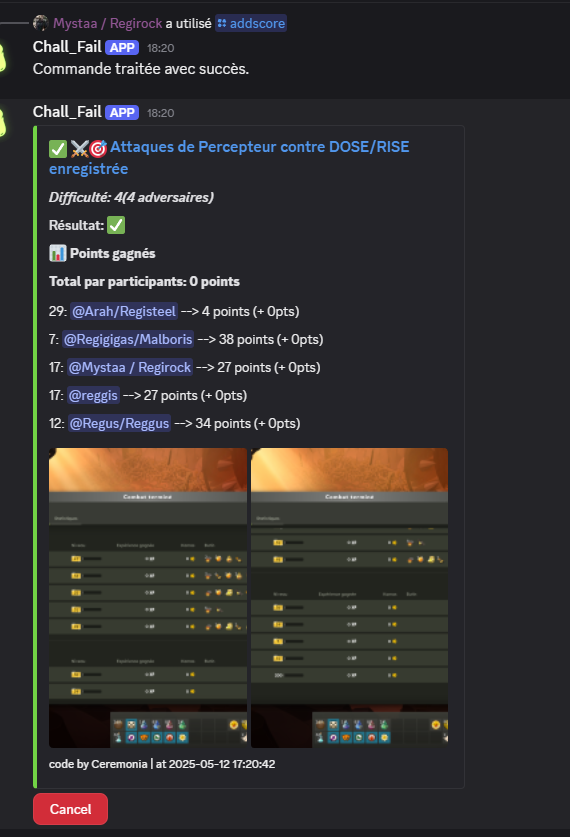 Mystaa / Regirock a utilisé addscore
Chall_Fail APP 18:20
Commande traitée avec succès.
Chall_Fail APP 18:20
Attaques de Percepteur contre DOSE/RISE
enregistrée
Difficulté: 4(4 adversaires)
Résultat:
Points gagnés
Total par participants: 0 points
29: @Arah/Registeel --> 4 points (+ 0pts)
7: @Regigigas/Malboris --> 38 points (+ 0pts)
17: @Mystaa / Regirock --> 27 points (+ 0pts)
17: @reggis --> 27 points (+ 0pts)
12: @Regus/Reggus --> 34 points (+ 0pts)
Combat terminé
Combat terminé
code by Ceremonia | at 2025-05-12 17:20:42
Cancel